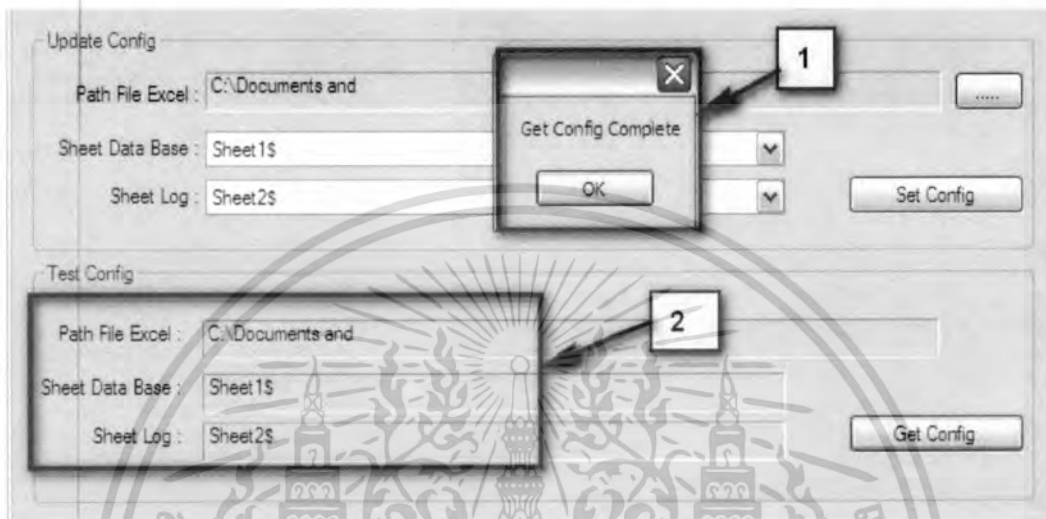 Update Config
1
Path File Excel : C:\Documents and
.....
Get Config Complete
Sheet Data Base : Sheet1$
OK
Sheet Log : Sheet2$
Set Config
Test Config
2
Path File Excel : C:\Documents and
Sheet Data Base : Sheet1$
Sheet Log : Sheet2$
Get Config